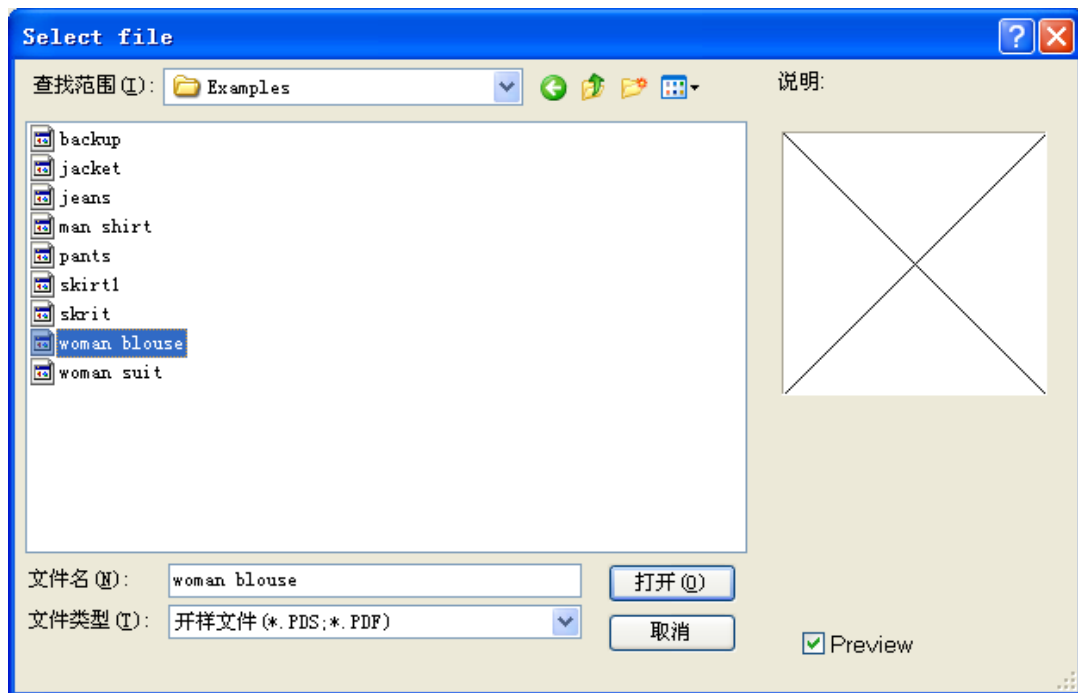 Select file
查找范围(I): Examples
说明:
backup
jacket
jeans
man shirt
pants
skirt1
skrit
woman blouse
woman suit
文件名(N): woman blouse
打开(O)
文件类型(T): 开样文件(*.PDS;*.PDF)
取消
Preview